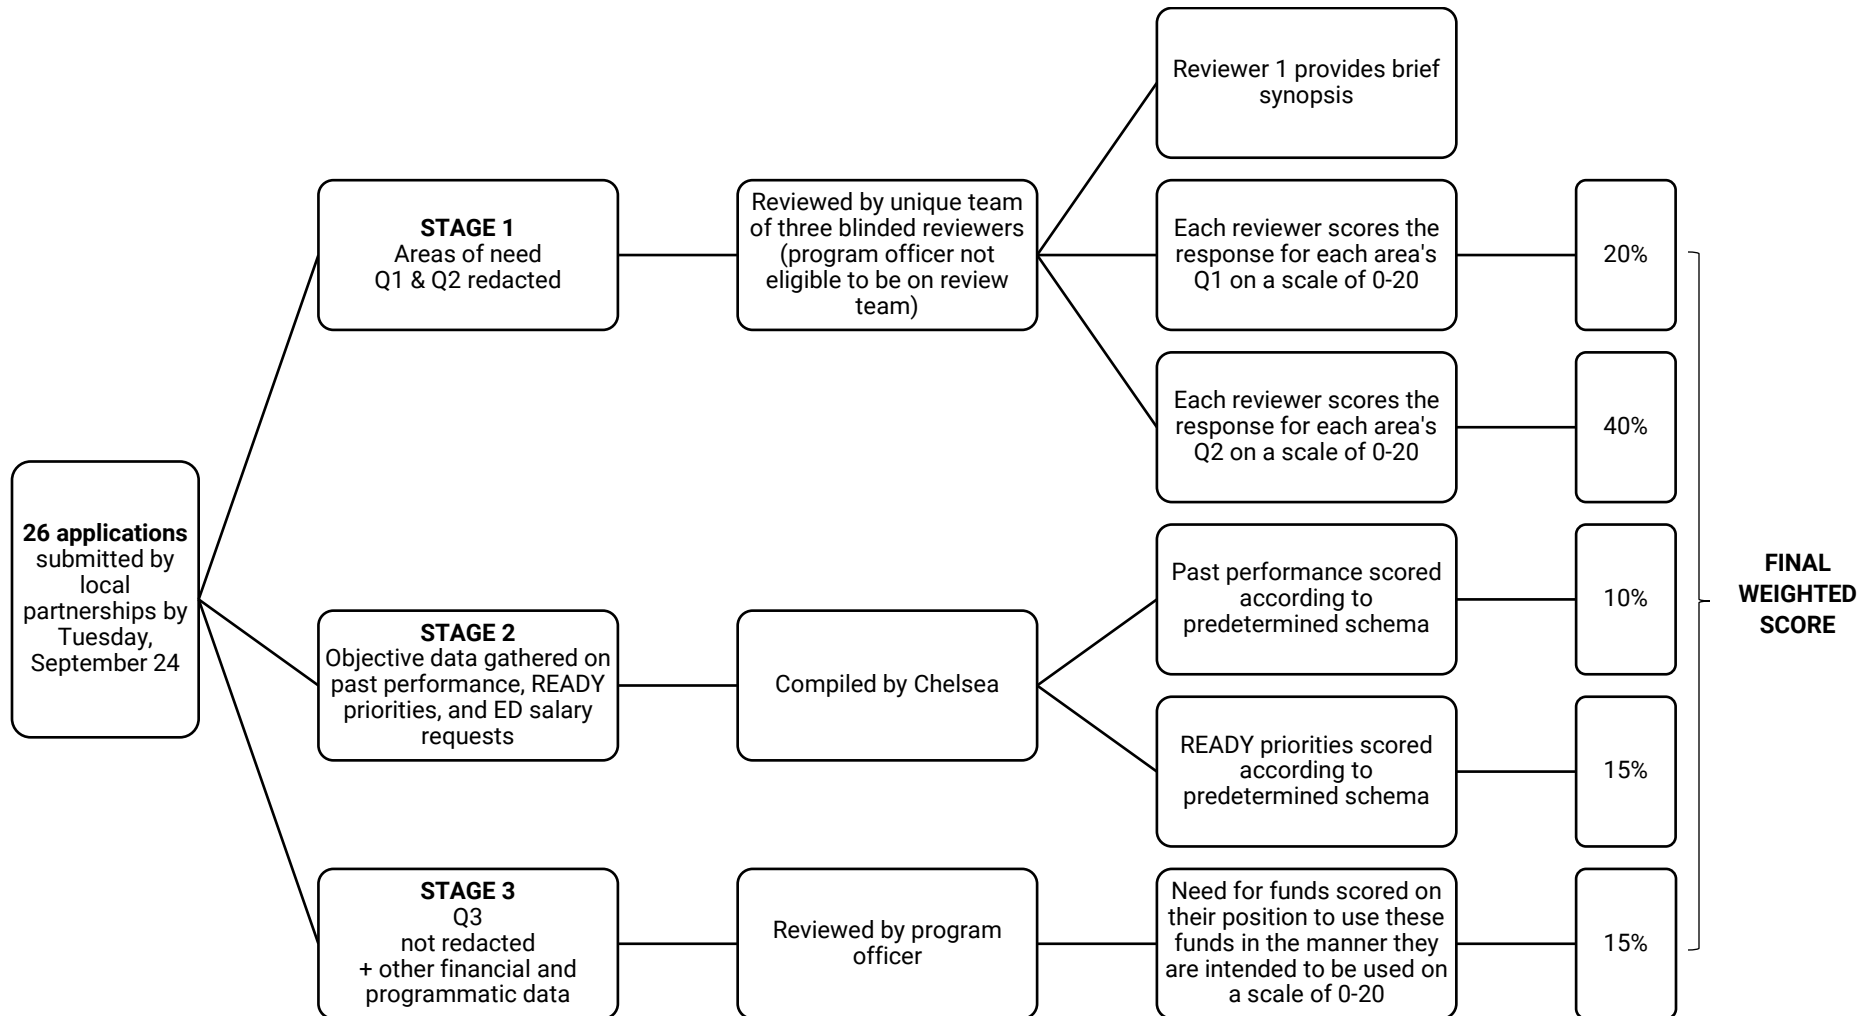 26 applications
submitted by
local
partnerships by
Tuesday,
September 24
STAGE 1
Areas of need
Q1 & Q2 redacted
Reviewed by unique team
of three blinded reviewers
(program officer not
eligible to be on review
team)
Reviewer 1 provides brief
synopsis
Each reviewer scores the
response for each area's
Q1 on a scale of 0-20
20%
Each reviewer scores the
response for each area's
Q2 on a scale of 0-20
40%
STAGE 2
Objective data gathered on
past performance, READY
priorities, and ED salary
requests
Compiled by Chelsea
Past performance scored
according to
predetermined schema
10%
READY priorities scored
according to
predetermined schema
15%
STAGE 3
Q3
not redacted
+ other financial and
programmatic data
Reviewed by program
officer
Need for funds scored on
their position to use these
funds in the manner they
are intended to be used on
a scale of 0-20
15%
FINAL
WEIGHTED
SCORE